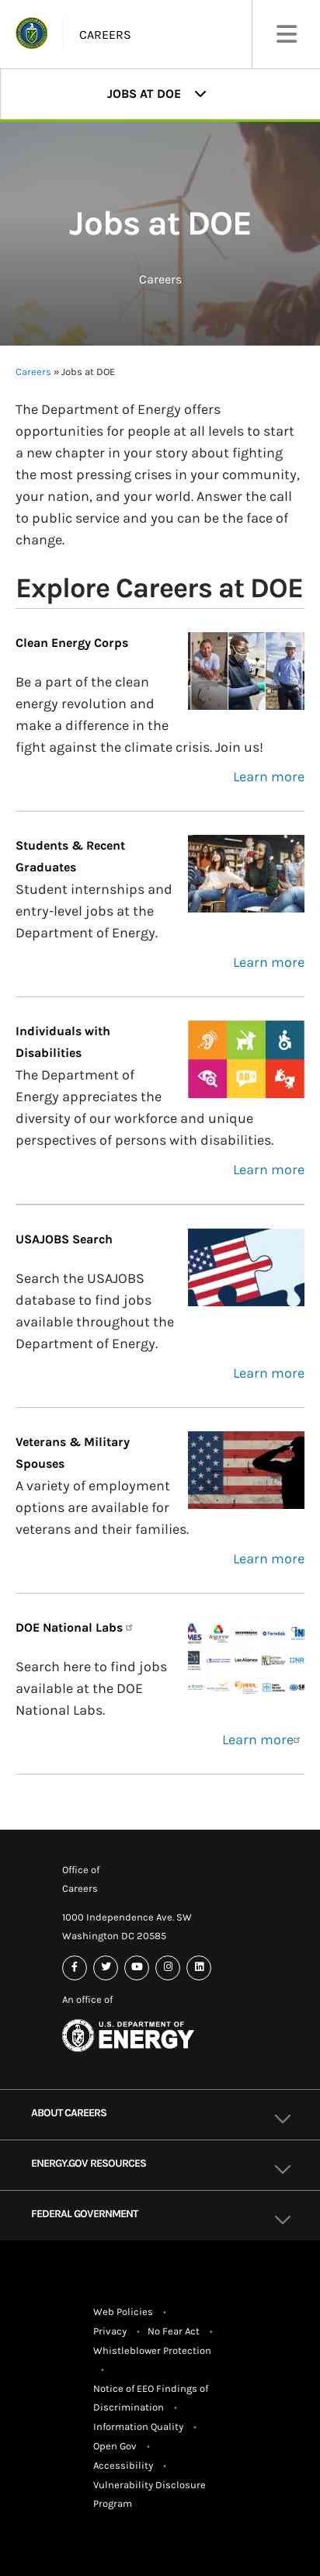 CAREERS
JOBS AT DOE
Jobs at DOE
Careers
Careers » Jobs at DOE
The Department of Energy offers
opportunities for people at all levels to start
a new chapter in your story about fighting
the most pressing crises in your community,
your nation, and your world. Answer the call
to public service and you can be the face of
change.
Explore Careers at DOE
Clean Energy Corps
Be a part of the clean
energy revolution and
make a difference in the
fight against the climate crisis. Join us!
Learn more
Students & Recent
Graduates
Student internships and
entry-level jobs at the
Department of Energy.
Learn more
Individuals with
Disabilities
The Department of
Energy appreciates the
diversity of our workforce and unique
perspectives of persons with disabilities.
Learn more
USAJOBS Search
Search the USAJOBS
database to find jobs
available throughout the
Department of Energy.
Learn more
Veterans & Military
Spouses
A variety of employment
options are available for
veterans and their families.
Learn more
DOE National Labs
Search here to find jobs
available at the DOE
National Labs.
Learn more
Office of
Careers
1000 Independence Ave. SW
Washington DC 20585
An office of
U.S. DEPARTMENT OF
ENERGY
ABOUT CAREERS
ENERGY.GOV RESOURCES
FEDERAL GOVERNMENT
Web Policies •
Privacy • No Fear Act •
Whistleblower Protection
•
Notice of EEO Findings of
Discrimination •
Information Quality •
Open Gov •
Accessibility •
Vulnerability Disclosure
Program